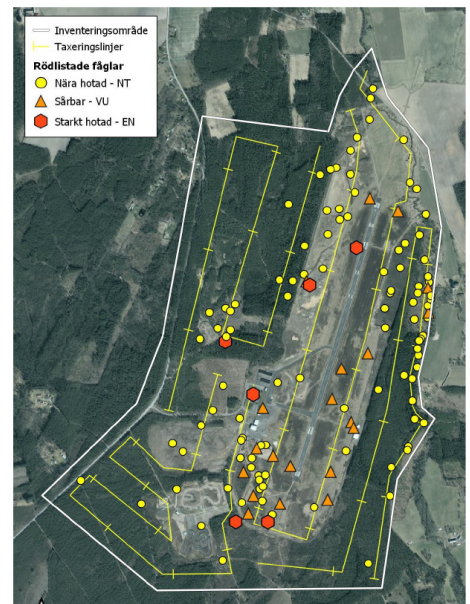 Inventeringsområde
Taxeringslinjer
Rödlistade fåglar
Nära hotad - NT
Sårbar - VU
Starkt hotad - EN